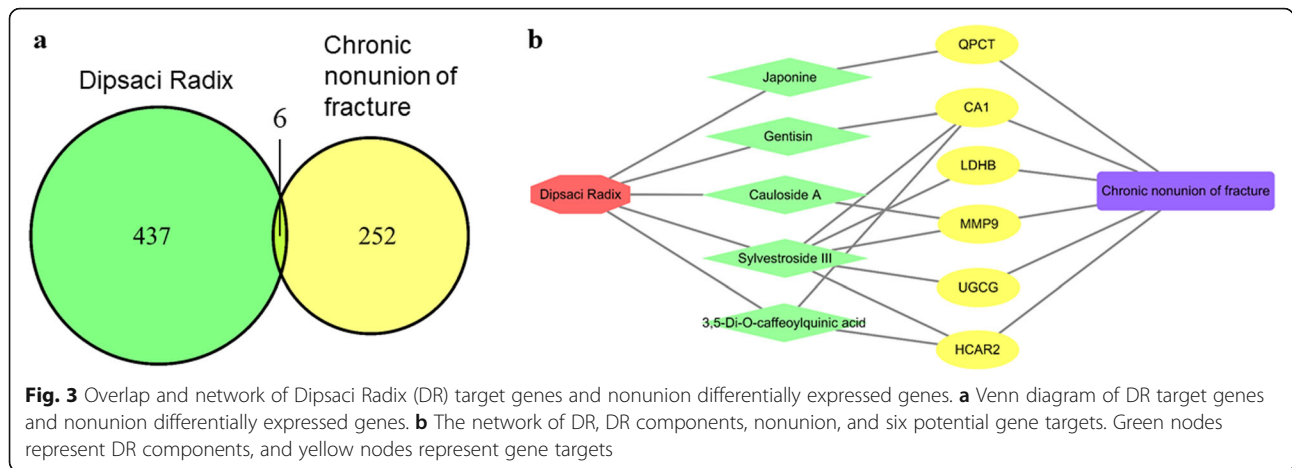 a
Dipsaci Radix
Chronic
nonunion of
fracture
6
437
252
b
Japonine
Gentisin
Cauloside A
Sylvestroside III
3,5-Di-O-caffeoylquinic acid
Dipsaci Radix
QPCT
CA1
LDHB
MMP9
UGCG
HCAR2
Chronic nonunion of fracture
Fig. 3 Overlap and network of Dipsaci Radix (DR) target genes and nonunion differentially expressed genes. a Venn diagram of DR target genes
and nonunion differentially expressed genes. b The network of DR, DR components, nonunion, and six potential gene targets. Green nodes
represent DR components, and yellow nodes represent gene targets